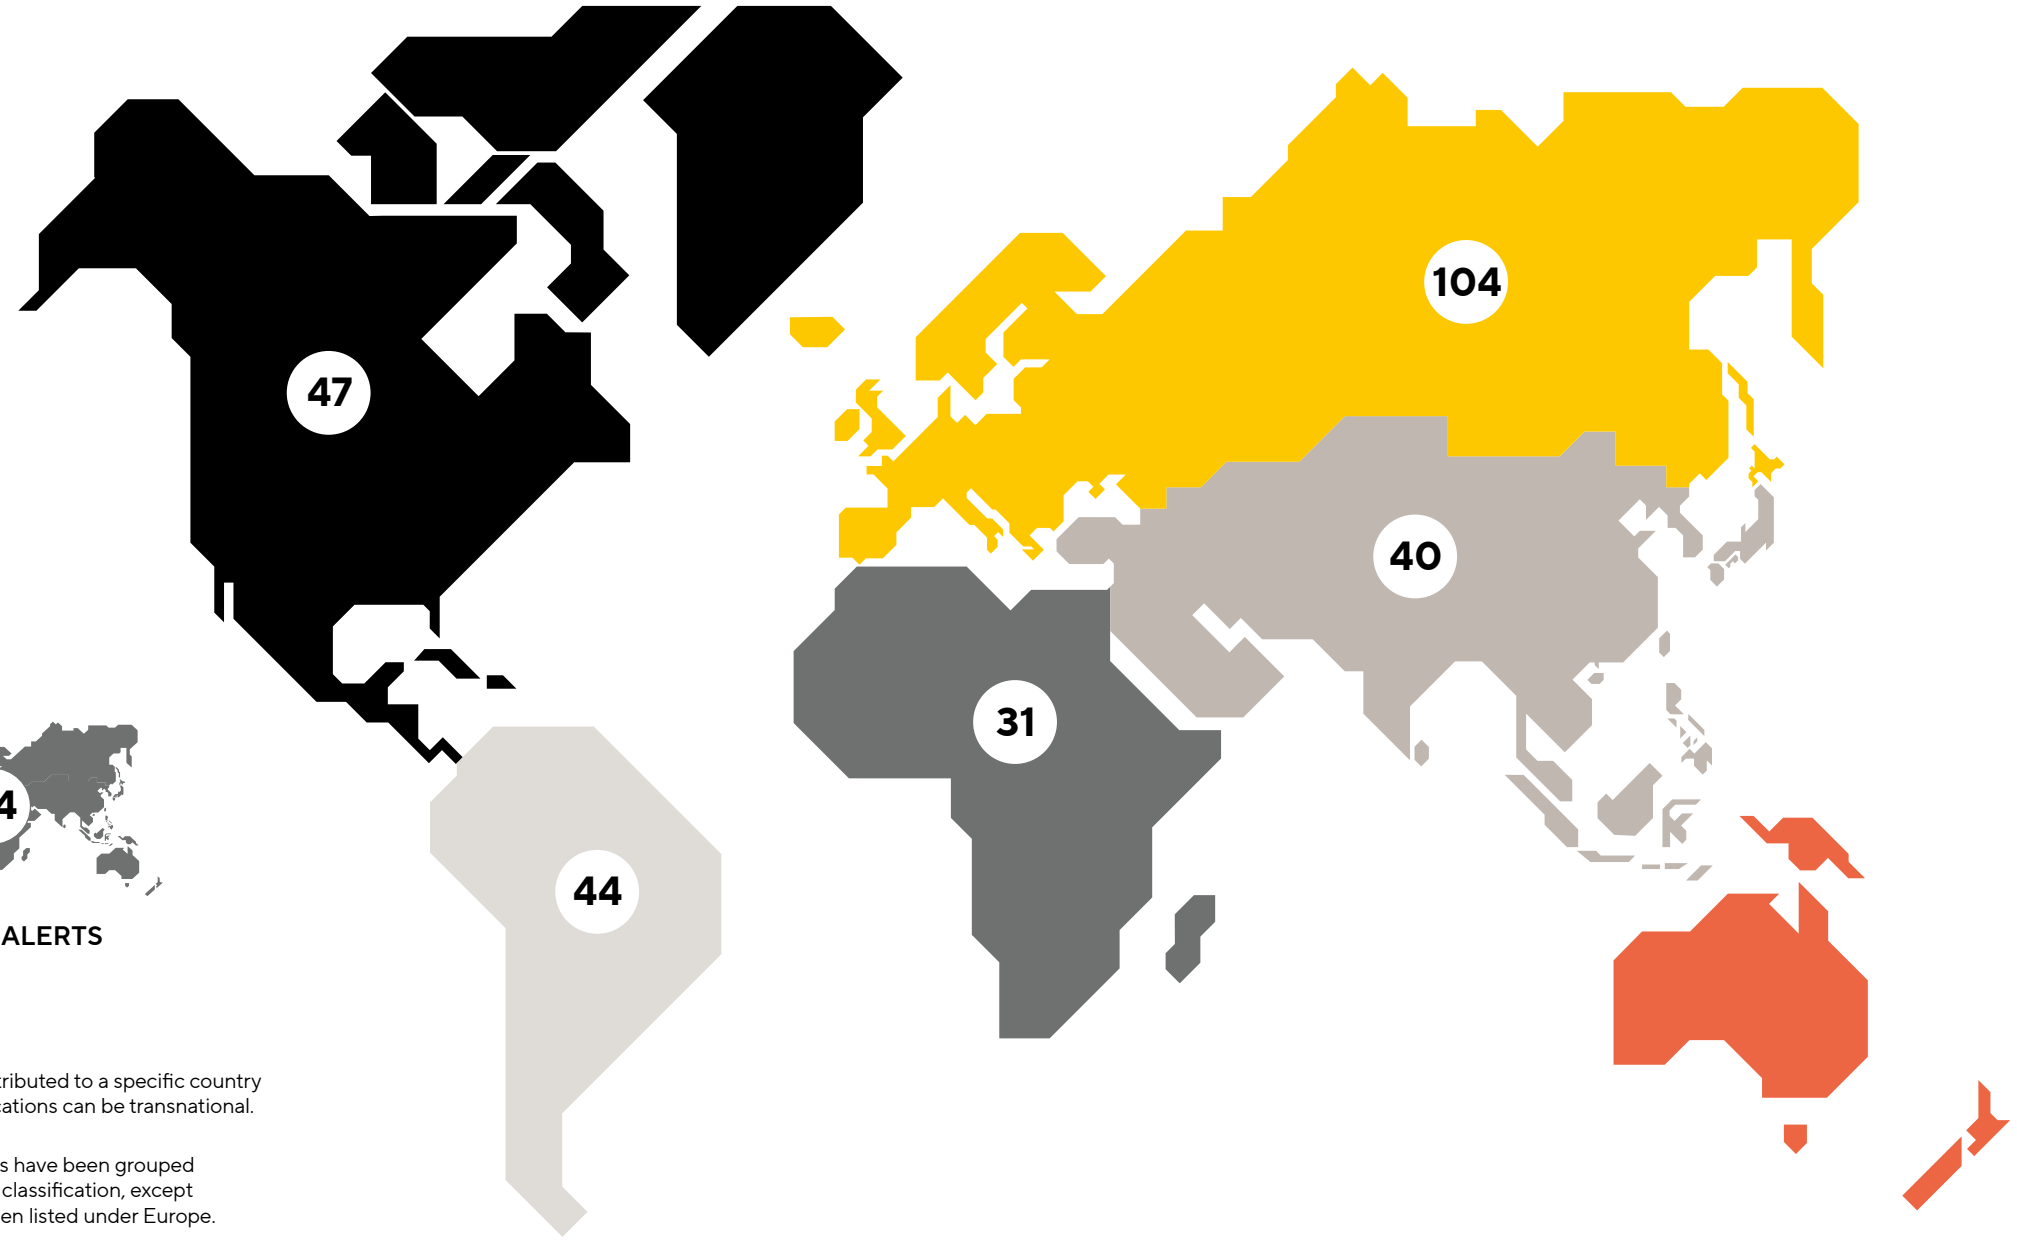 104
47
40
31
4
44
ALERTS
tributed to a specific country
cations can be transnational.
s have been grouped
classification, except
en listed under Europe.